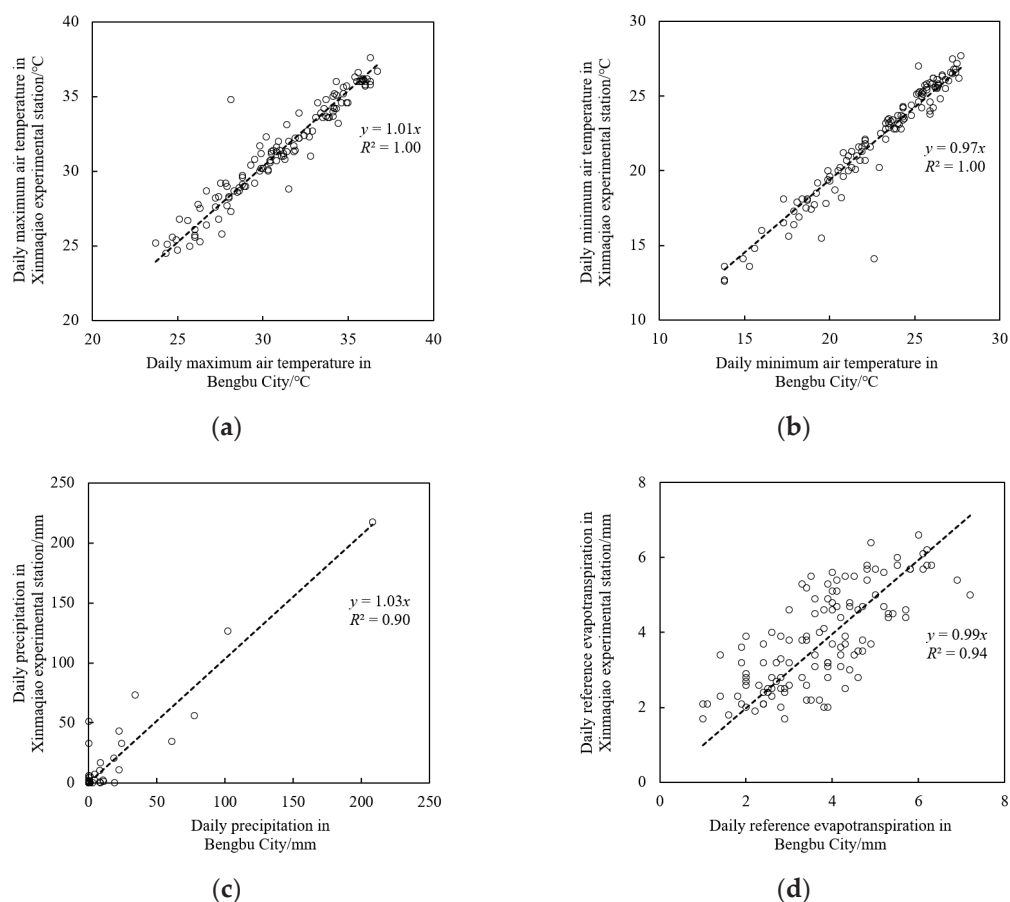 40
35
30
25
20
20
25
30
35
40
Daily maximum air temperature in
Xinmaqiao experimental station/℃
y = 1.01x
R² = 1.00
Daily maximum air temperature in
Bengbu City/℃
(a)
30
25
20
15
10
10
15
20
25
30
Daily minimum air temperature in
Xinmaqiao experimental station/℃
y = 0.97x
R² = 1.00
Daily minimum air temperature in
Bengbu City/℃
(b)
250
200
150
100
50
0
0
50
100
150
200
250
Daily precipitation in
Xinmaqiao experimental station/mm
y = 1.03x
R² = 0.90
Daily precipitation in
Bengbu City/mm
(c)
8
6
4
2
0
0
2
4
6
8
Daily reference evapotranspiration in
Xinmaqiao experimental station/mm
y = 0.99x
R² = 0.94
Daily reference evapotranspiration in
Bengbu City/mm
(d)